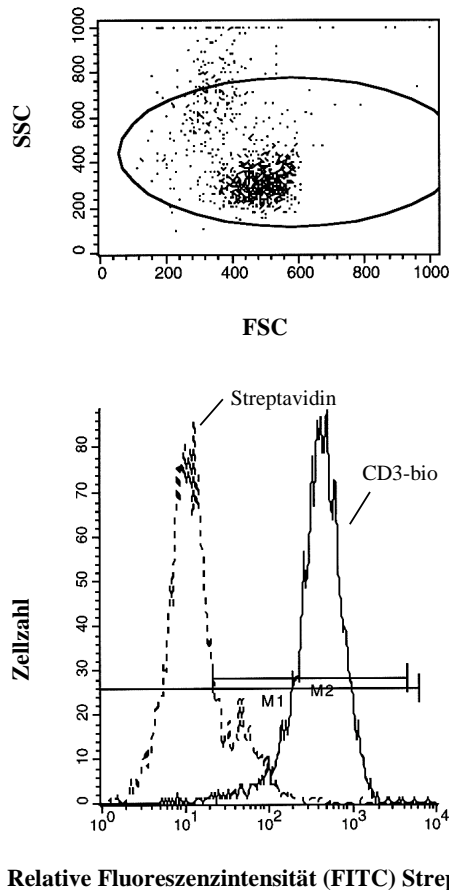 1000
800
600
400
200
0
SSC
0 200 400 600 800 1000
FSC
Streptavidin
CD3-bio
80
70
60
50
40
30
20
10
0
Zellzahl
M1 M2
10⁰ 10¹ 10² 10³ 10⁴
Relative Fluoreszenzintensität (FITC) Strep